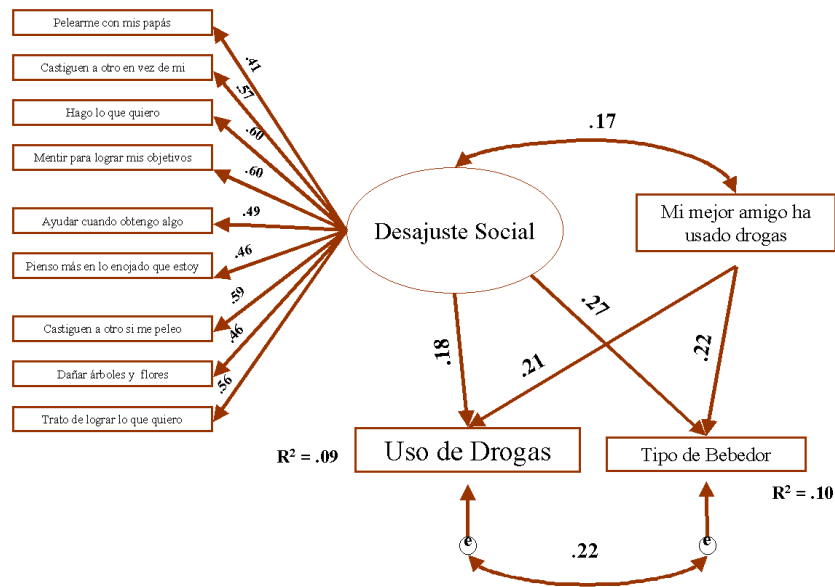 Pelearme con mis papás
Castiguen a otro en vez de mi
Hago lo que quiero
Mentir para lograr mis objetivos
Ayudar cuando obtengo algo
Pienso más en lo enojado que estoy
Castiguen a otro si me peleo
Dañar árboles y flores
Trato de lograr lo que quiero
.41
.57
.60
.60
.49
.46
.59
.46
.56
Desajuste Social
.17
Mi mejor amigo ha
usado drogas
.18
.21
.27
.22
Uso de Drogas
R² = .09
Tipo de Bebedor
R² = .10
e
e
.22